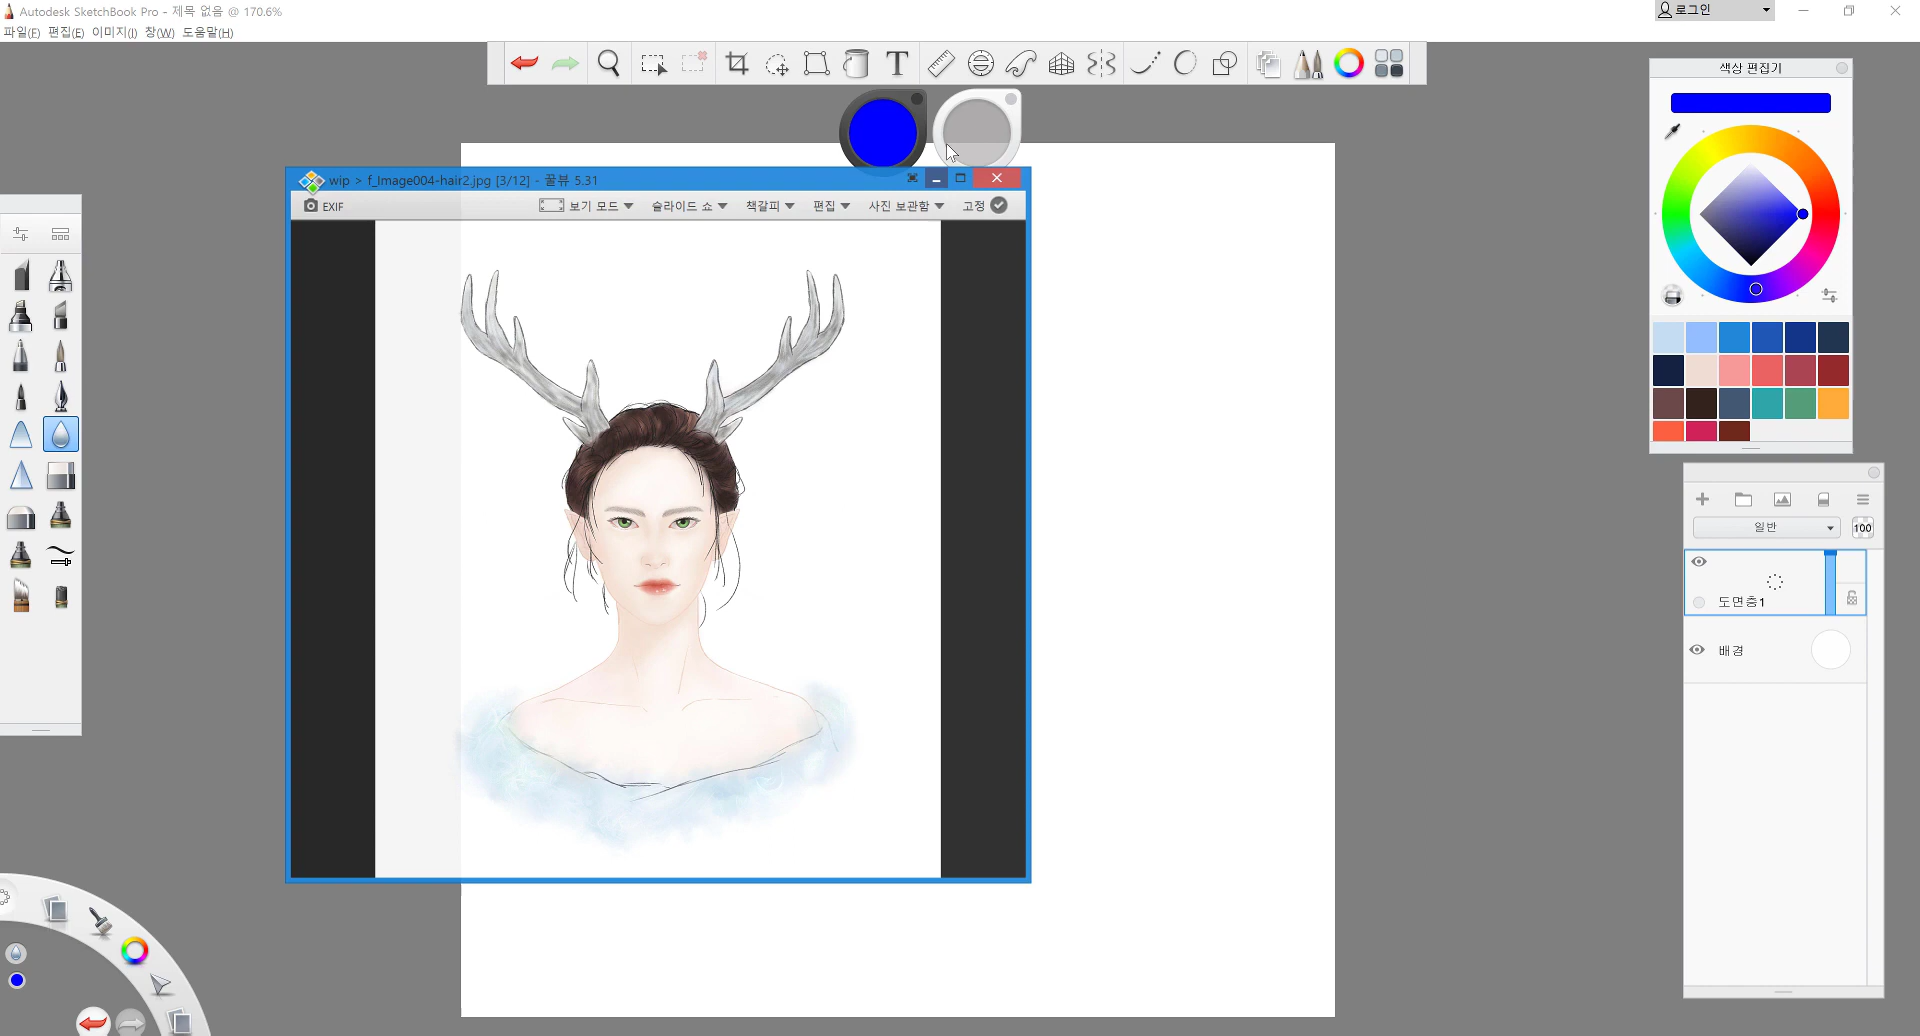 Autodesk SketchBook Pro - 제목 없음 @ 170.6%
로그인
파일(F) 편집(E) 이미지(I) 창(W) 도움말(H)
T
색상 편집기
wip > f_Image004-hair2.jpg [3/12] - 꿀뷰 5.31
EXIF 보기 모드 슬라이드 쇼 책갈피 편집 사진 보관함 고정
일반 100
도면층1
배경